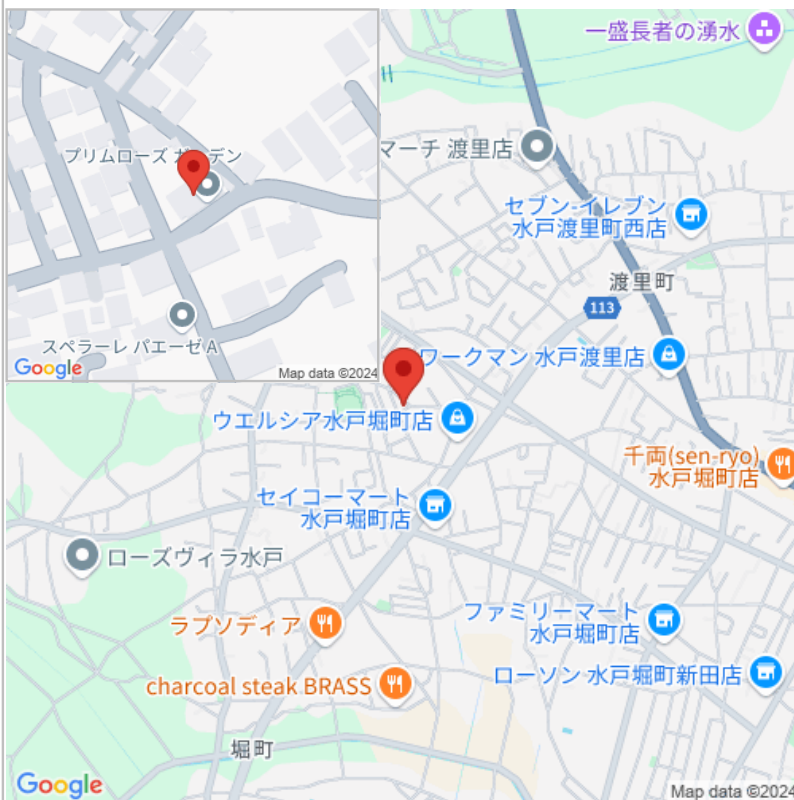 プリムローズ ガーデン
スペラーレ パエーゼA
Google
Map data ©2024
一盛長者の湧水
マーチ 渡里店
セブン-イレブン
水戸渡里町西店
渡里町
113
ワークマン 水戸渡里店
ウエルシア水戸堀町店
千両(sen-ryo)
水戸堀町店
セイコーマート
水戸堀町店
ローズヴィラ水戸
ファミリーマート
水戸堀町店
ラプソディア
ローソン 水戸堀町新田店
charcoal steak BRASS
堀町
Google
Map data ©2024